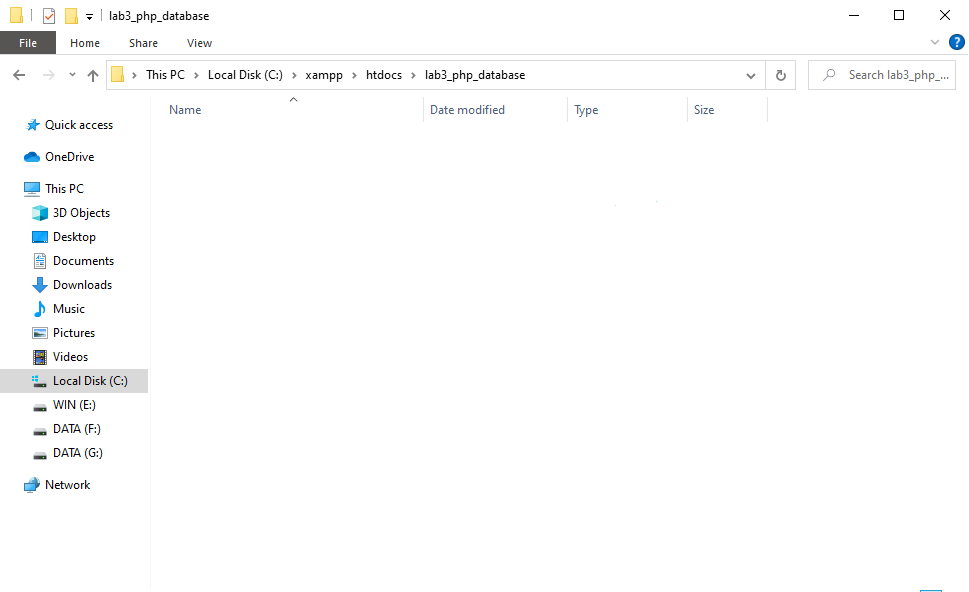 lab3_php_database
File Home Share View ?
This PC Local Disk (C:) xampp htdocs lab3_php_database Search lab3_php_...
Name Date modified Type Size
Quick access
OneDrive
This PC
3D Objects
Desktop
Documents
Downloads
Music
Pictures
Videos
Local Disk (C:)
WIN (E:)
DATA (F:)
DATA (G:)
Network